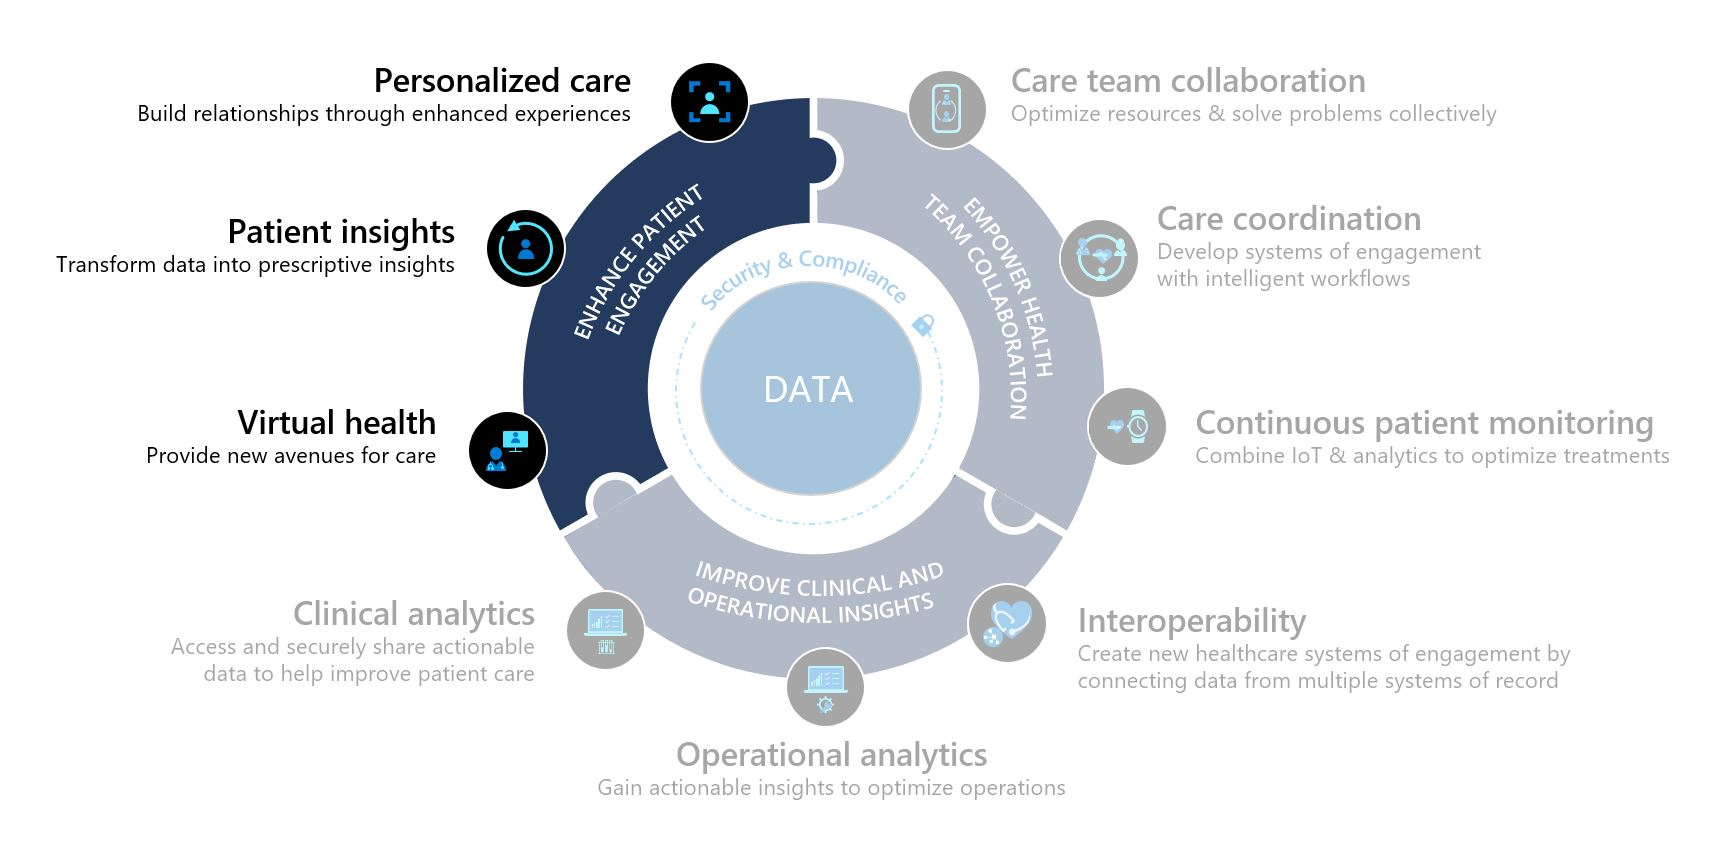 Personalized care
Build relationships through enhanced experiences
Patient insights
Transform data into prescriptive insights
Virtual health
Provide new avenues for care
ENHANCE PATIENT
ENGAGEMENT
Care team collaboration
Optimize resources & solve problems collectively
Care coordination
Develop systems of engagement
with intelligent workflows
Continuous patient monitoring
Combine IoT & analytics to optimize treatments
EMPOWER HEALTH
TEAM COLLABORATION
Security & Compliance
DATA
IMPROVE CLINICAL AND
OPERATIONAL INSIGHTS
Clinical analytics
Access and securely share actionable
data to help improve patient care
Operational analytics
Gain actionable insights to optimize operations
Interoperability
Create new healthcare systems of engagement by
connecting data from multiple systems of record